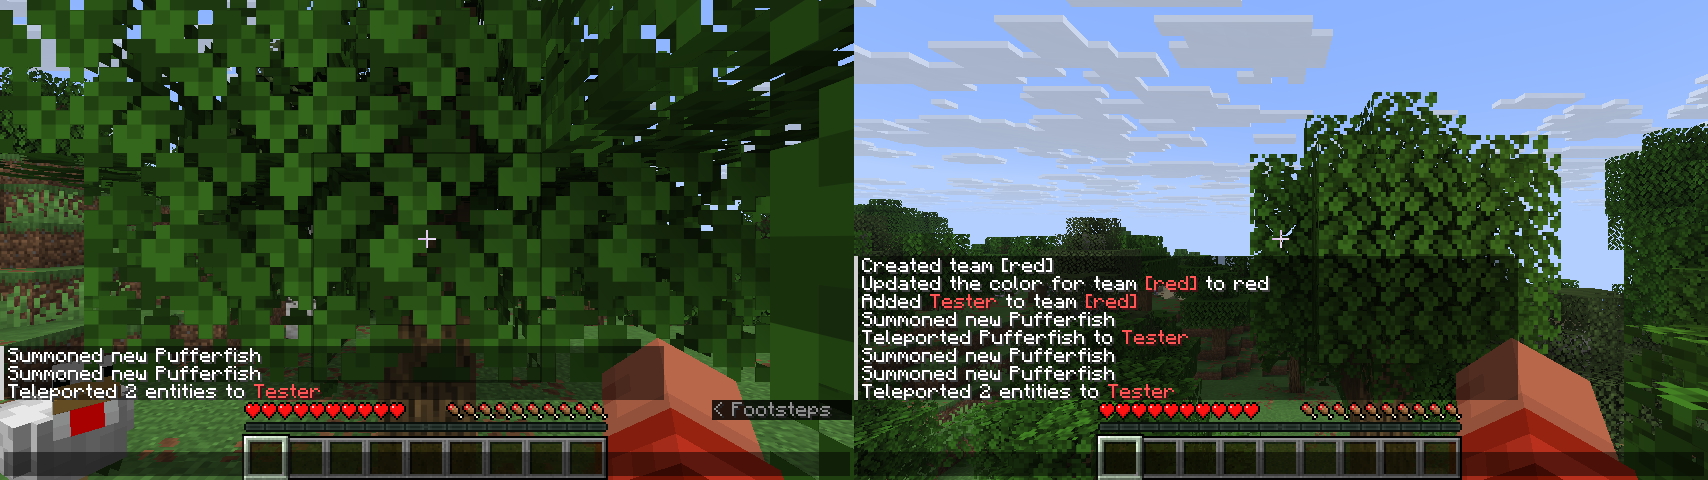 Summoned new Pufferfish
Summoned new Pufferfish
Teleported 2 entities to Tester
< Footsteps
Created team [red]
Updated the color for team [red] to red
Added Tester to team [red]
Summoned new Pufferfish
Teleported Pufferfish to Tester
Summoned new Pufferfish
Summoned new Pufferfish
Teleported 2 entities to Tester